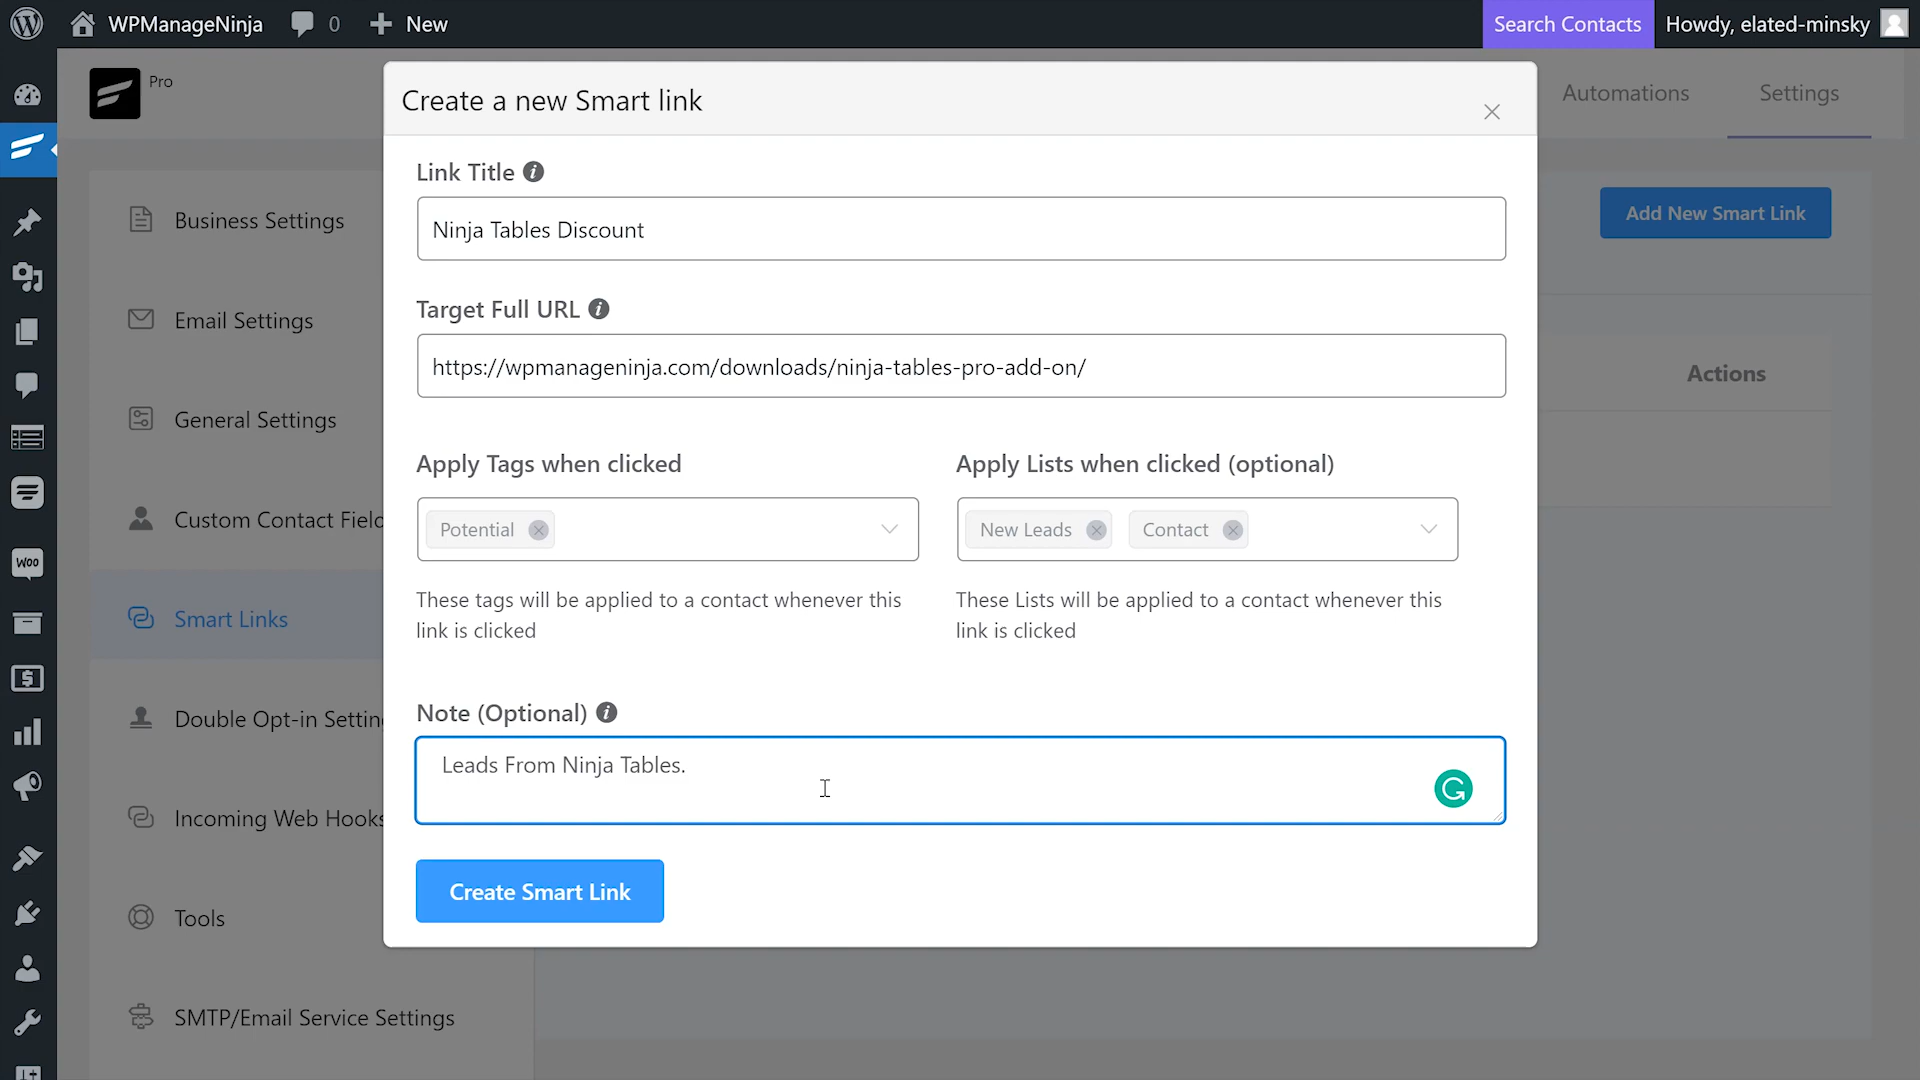 WPManageNinja
0
New
Search Contacts
Howdy, elated-minsky
Pro
Automations
Settings
Create a new Smart link
Link Title
Ninja Tables Discount
Add New Smart Link
Business Settings
Target Full URL
Email Settings
https://wpmanageninja.com/downloads/ninja-tables-pro-add-on/
Actions
General Settings
Apply Tags when clicked
Apply Lists when clicked (optional)
Custom Contact Field
Potential
New Leads
Contact
Woo
These tags will be applied to a contact whenever this
link is clicked
These Lists will be applied to a contact whenever this
link is clicked
Smart Links
Note (Optional)
Double Opt-in Settin
Leads From Ninja Tables.
Incoming Web Hooks
Create Smart Link
Tools
SMTP/Email Service Settings